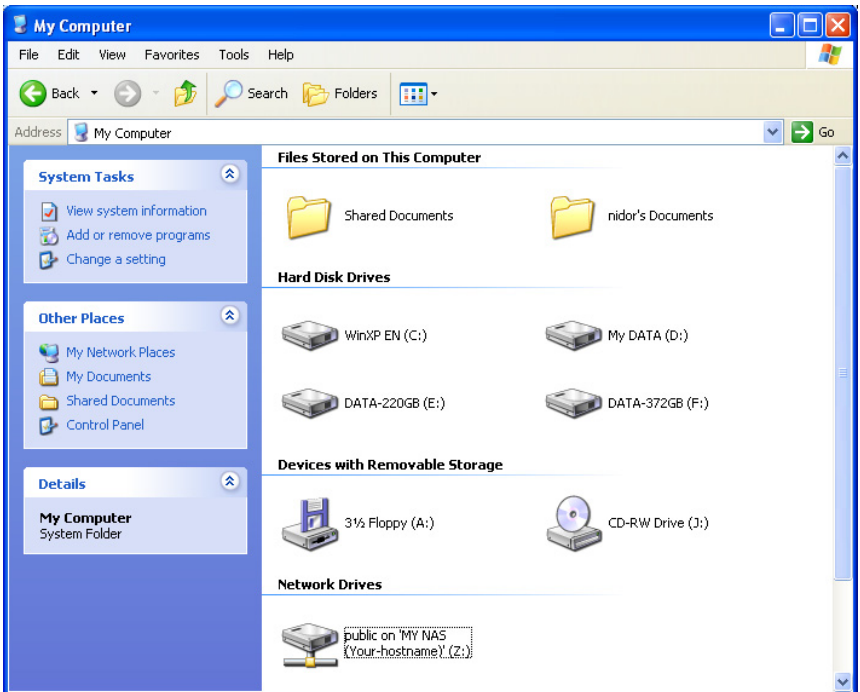 My Computer
File Edit View Favorites Tools Help
Back Search Folders
Address My Computer Go
System Tasks
View system information
Add or remove programs
Change a setting
Other Places
My Network Places
My Documents
Shared Documents
Control Panel
Details
My Computer
System Folder
Files Stored on This Computer
Shared Documents nidor's Documents
Hard Disk Drives
WinXP EN (C:) My DATA (D:)
DATA-220GB (E:) DATA-372GB (F:)
Devices with Removable Storage
3½ Floppy (A:) CD-RW Drive (J:)
Network Drives
public on 'MY NAS
(Your-hostname)' (Z:)